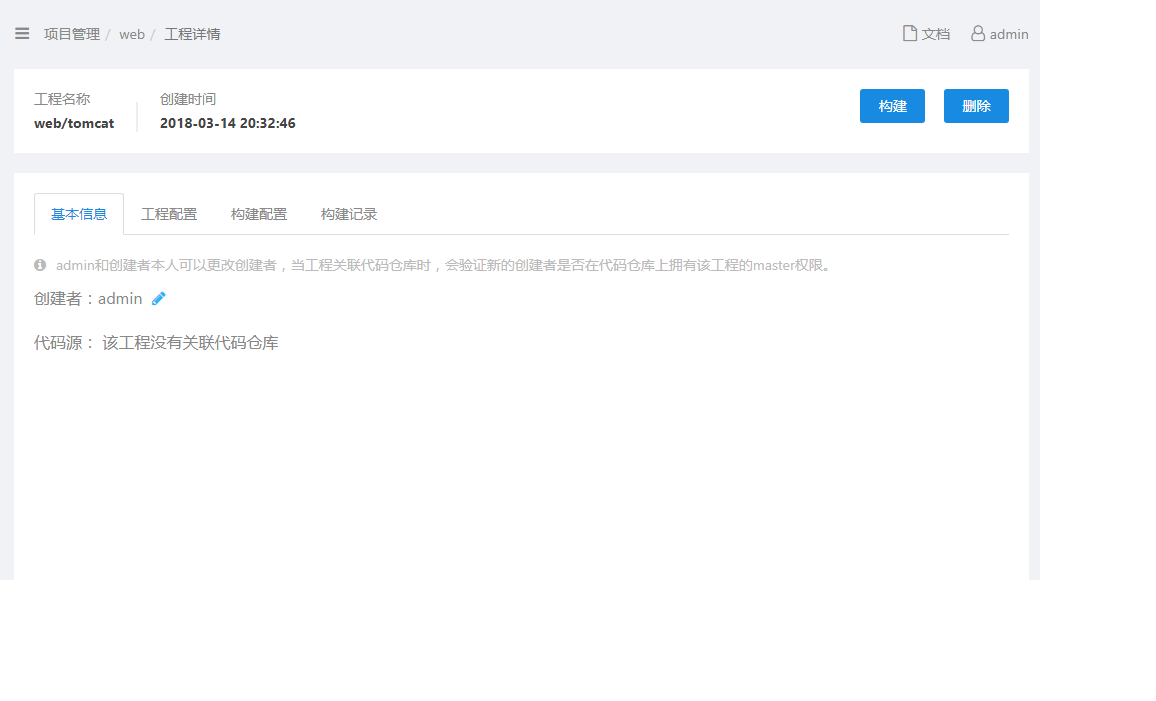 项目管理 / web / 工程详情
文档 admin
工程名称 创建时间
web/tomcat 2018-03-14 20:32:46
构建 删除
基本信息 工程配置 构建配置 构建记录
admin和创建者本人可以更改创建者，当工程关联代码仓库时，会验证新的创建者是否在代码仓库上拥有该工程的master权限。
创建者：admin
代码源： 该工程没有关联代码仓库